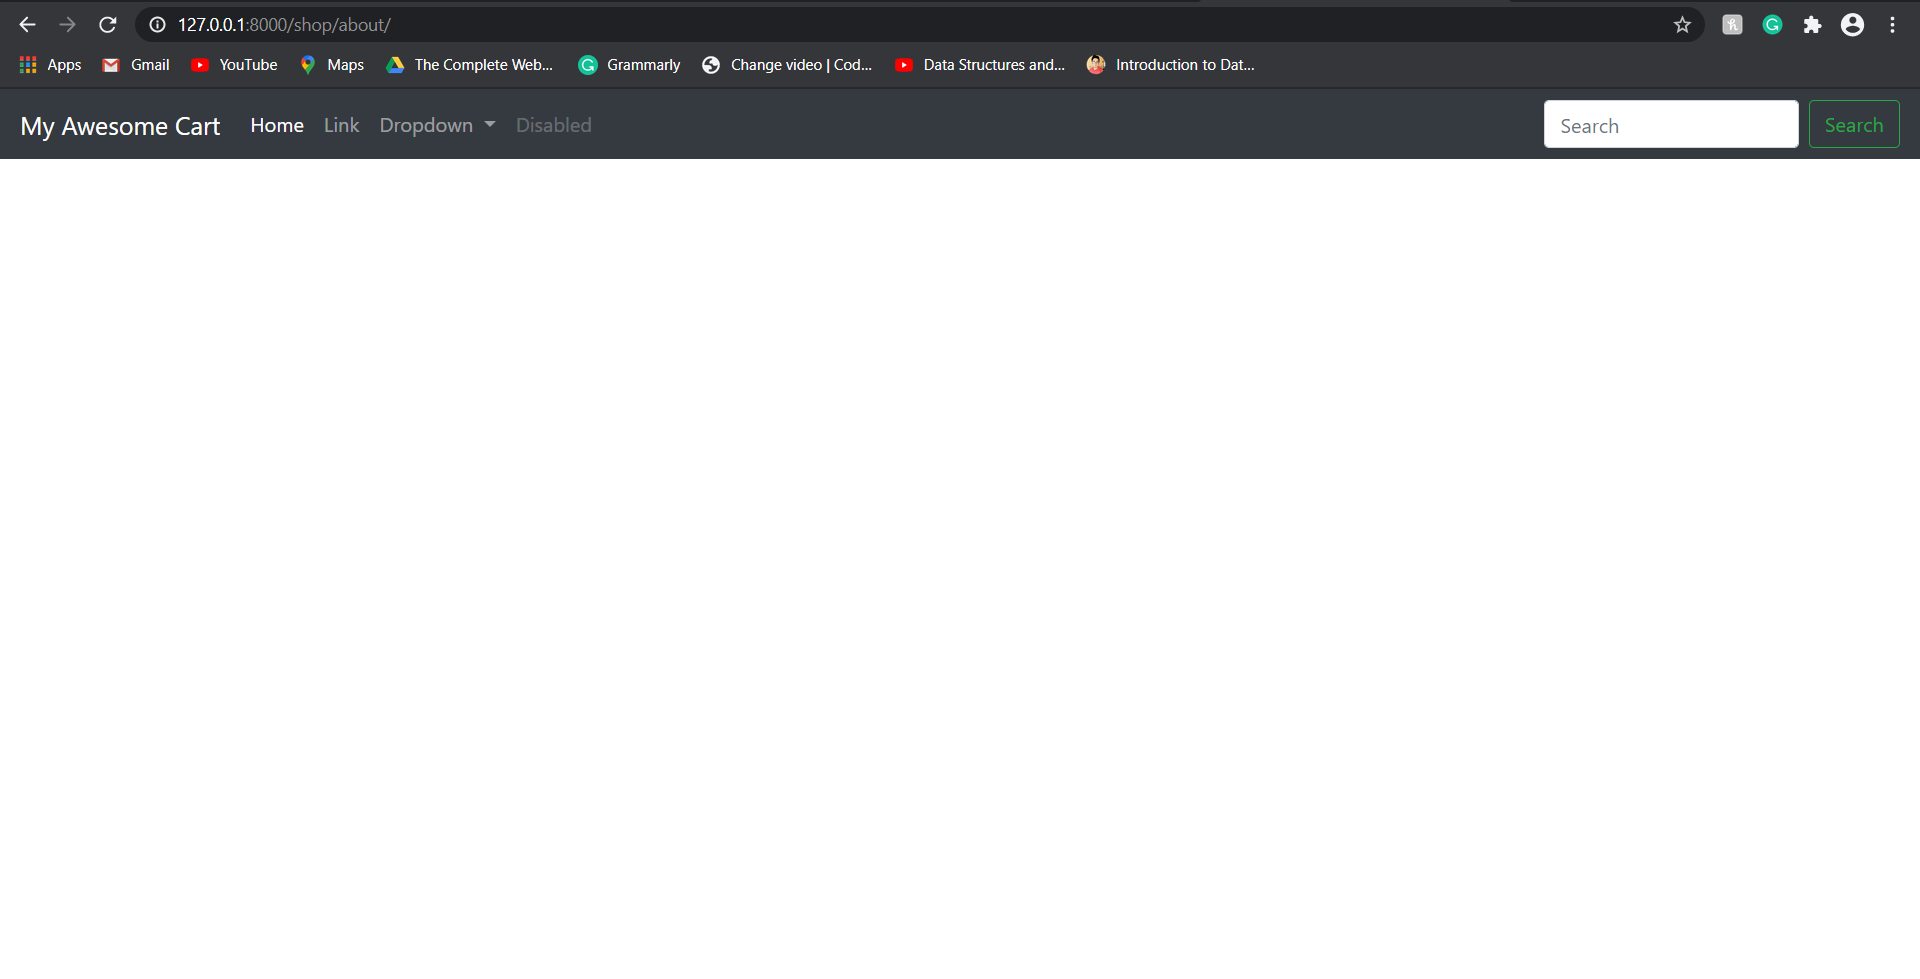 127.0.0.1:8000/shop/about/
Apps Gmail YouTube Maps The Complete Web... Grammarly Change video | Cod... Data Structures and... Introduction to Dat...
My Awesome Cart Home Link Dropdown Disabled Search Search